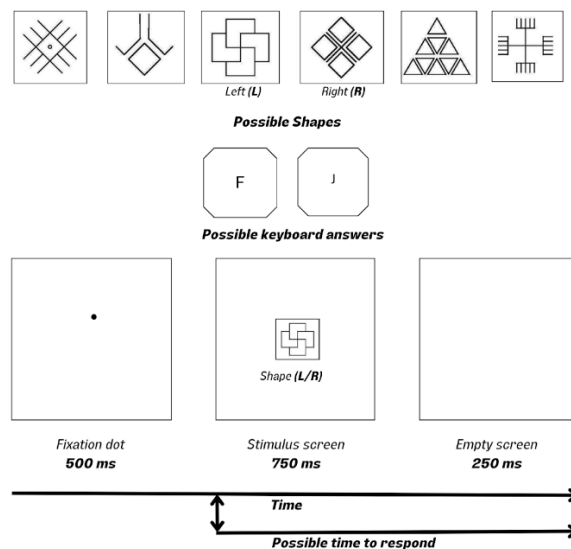 Left (L) Right (R)
Possible Shapes
F J
Possible keyboard answers
Shape (L/R)
Fixation dot Stimulus screen Empty screen
500 ms 750 ms 250 ms
Time
Possible time to respond